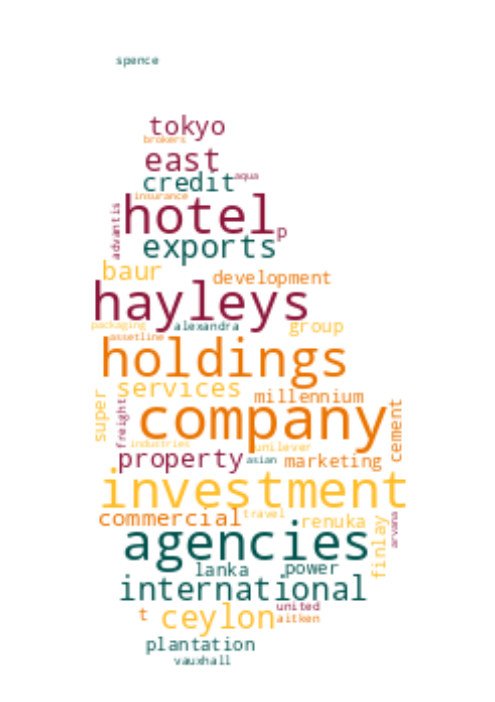 spence
tokyo
brokers
east
credit aqua
insurance
advantis hotel p
exports
baur development
hayleys
packaging alexandra group
assetline
holdings
super services millennium
freight company cement
industries unilever
property asian marketing
investment
commercial travel renuka finlay arvana
agencies
lanka power
international
t ceylon united
aitken
plantation
vauxhall